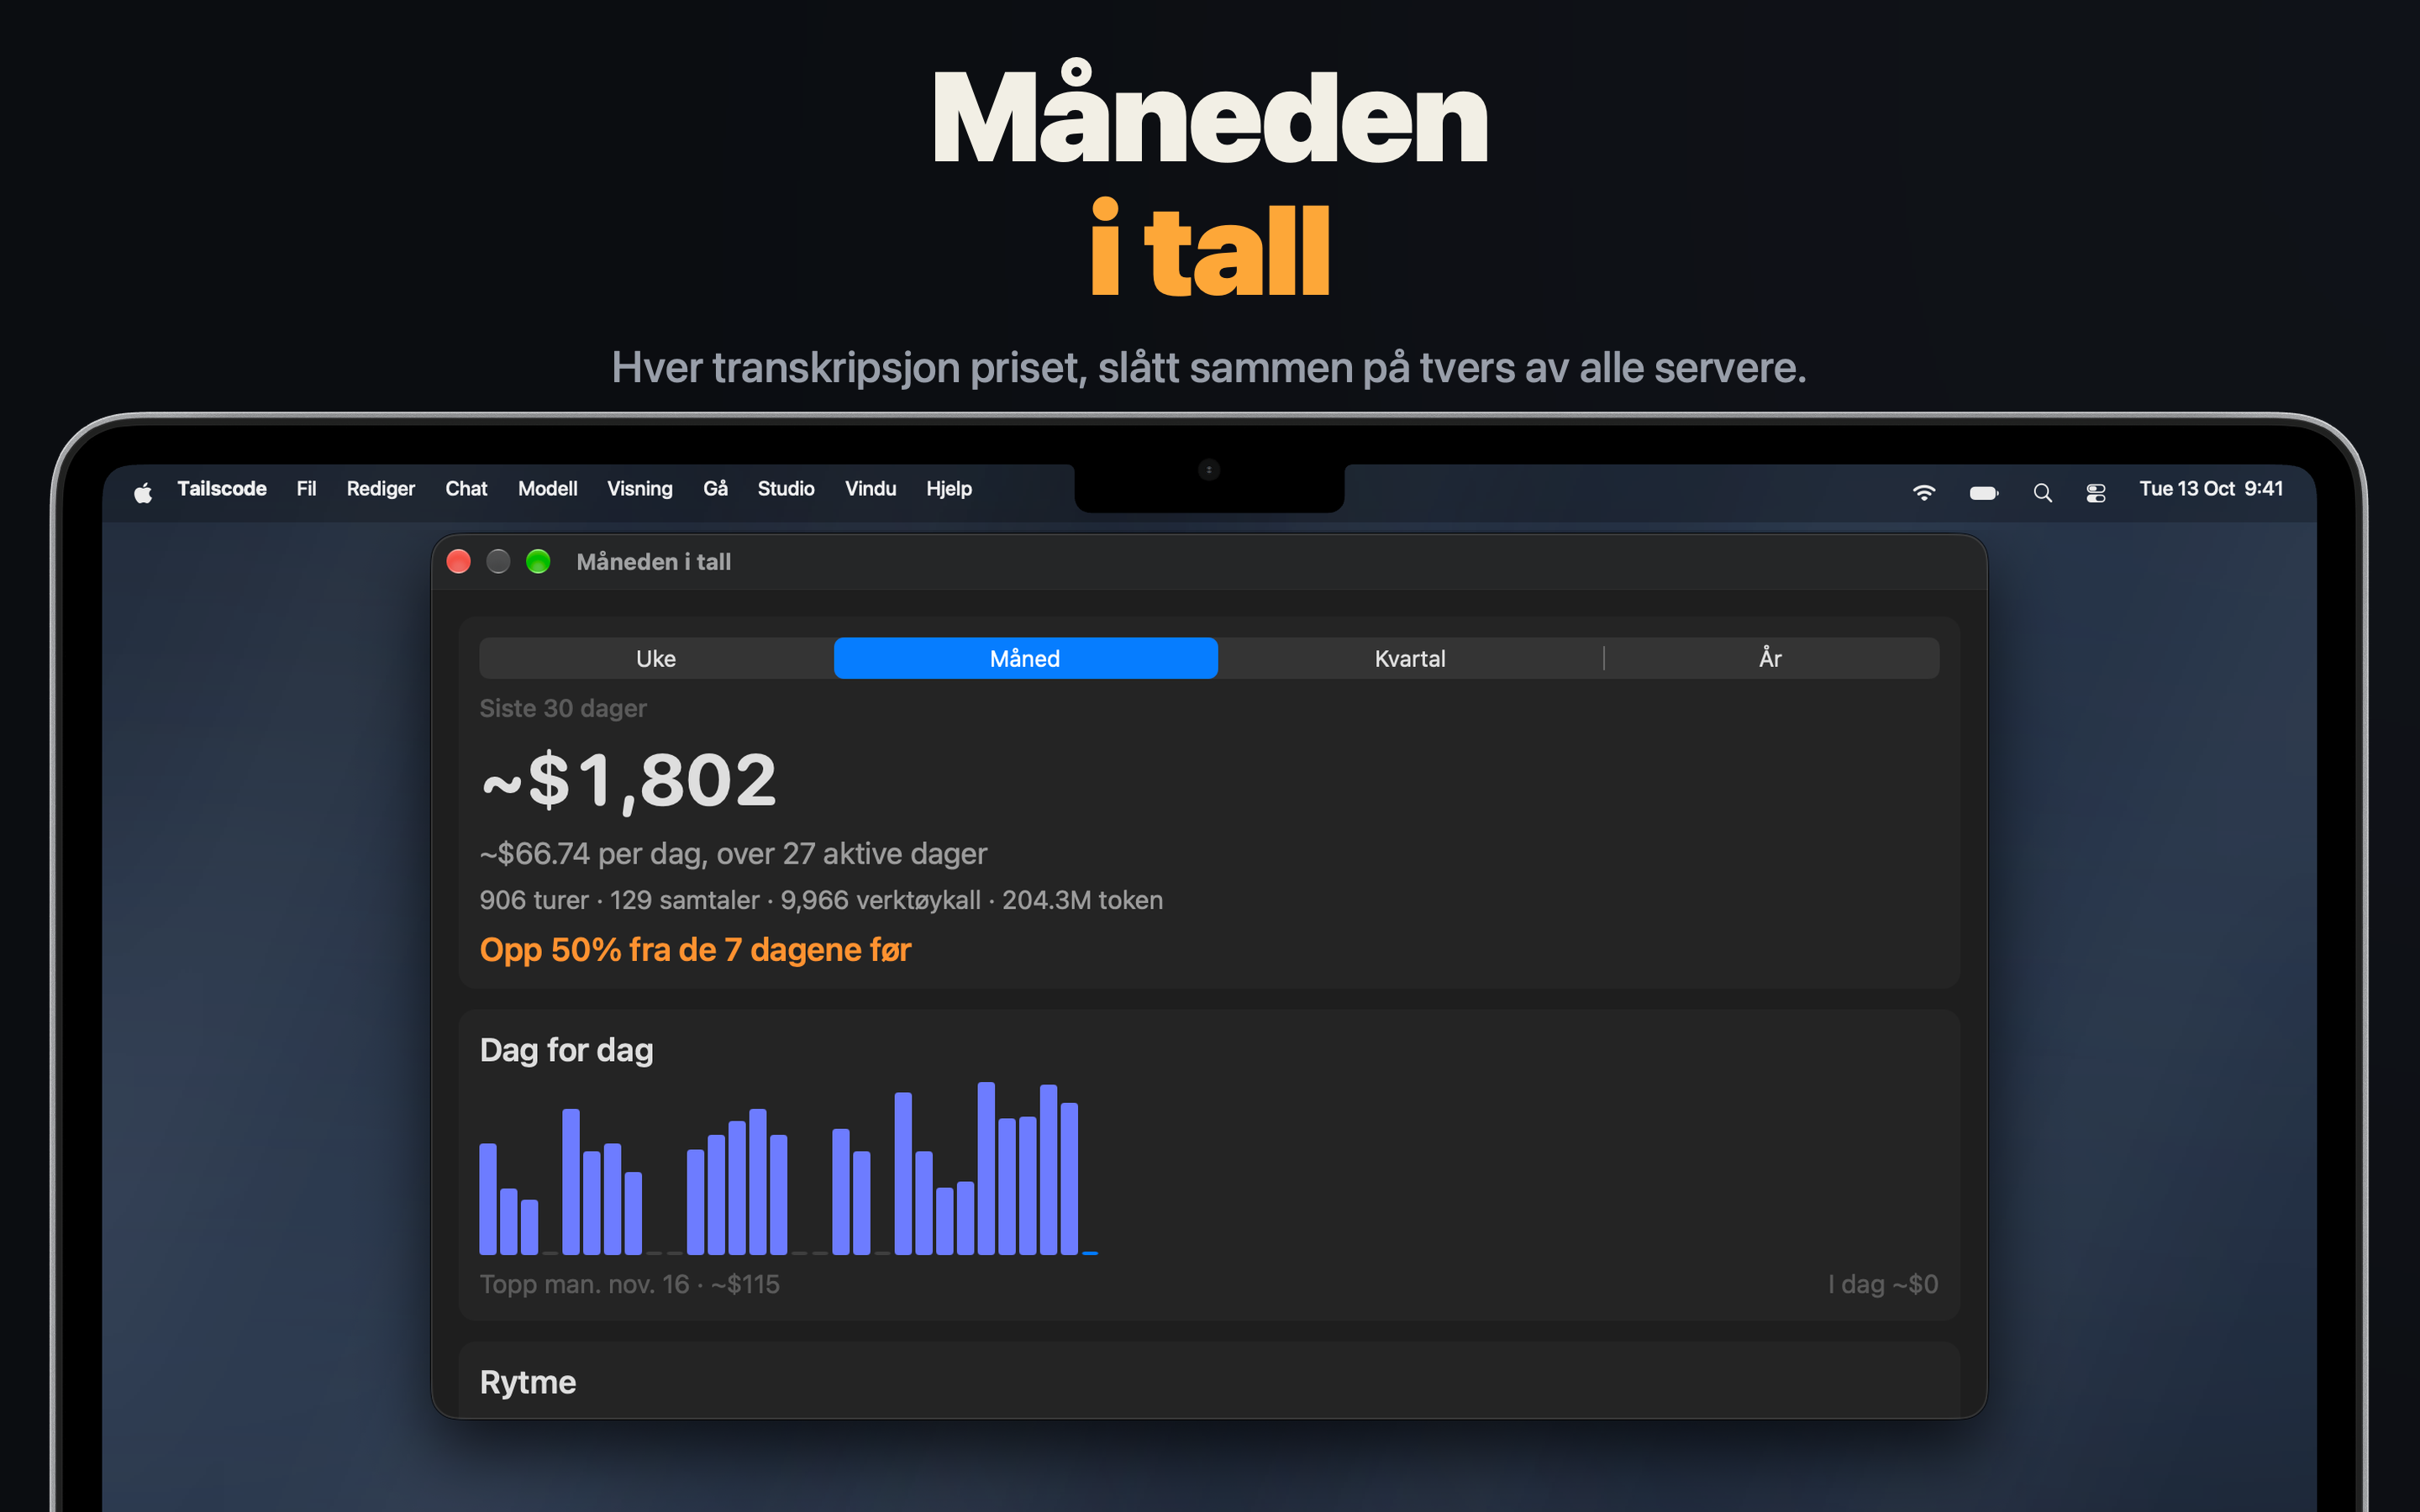 Måneden
i tall
Hver transkripsjon priset, slått sammen på tvers av alle servere.
Tailscode Fil Rediger Chat Modell Visning Gå Studio Vindu Hjelp
Tue 13 Oct 9:41
Måneden i tall
Uke Måned Kvartal År
Siste 30 dager
~$1,802
~$66.74 per dag, over 27 aktive dager
906 turer · 129 samtaler · 9,966 verktøykall · 204.3M token
Opp 50% fra de 7 dagene før
Dag for dag
Topp man. nov. 16 · ~$115
I dag ~$0
Rytme